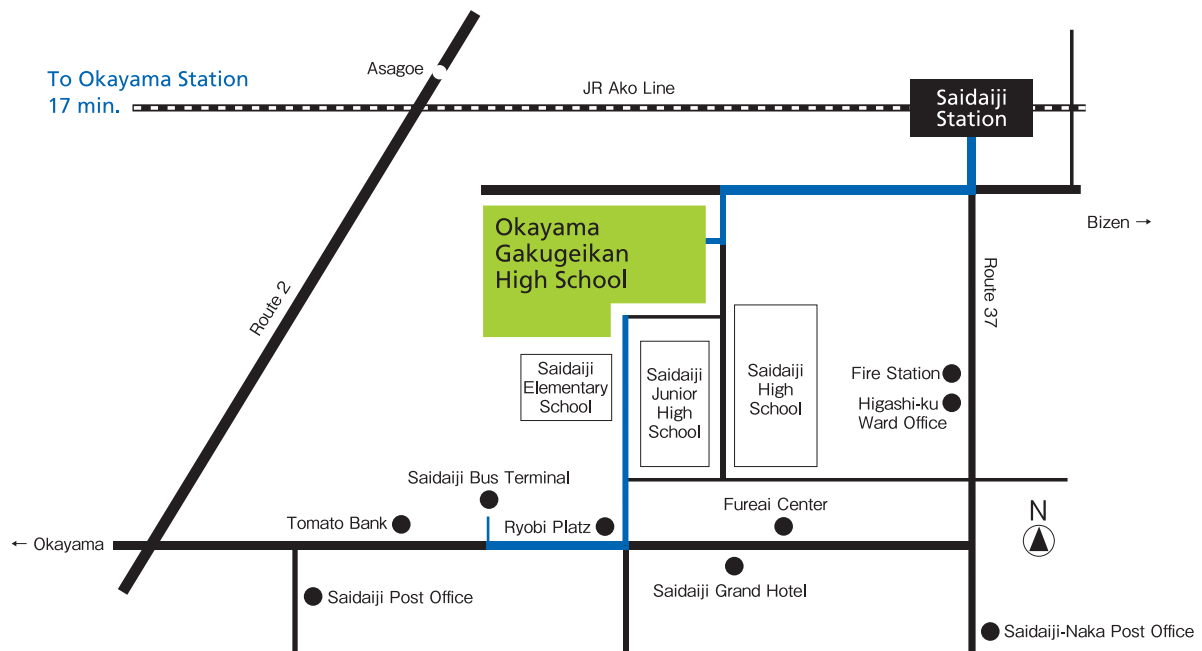 Asagoe
To Okayama Station
17 min.
JR Ako Line
Saidaiji
Station
Okayama
Gakugeikan
High School
Bizen →
Route 2
Route 37
Saidaiji
Elementary
School
Saidaiji
Junior
High
School
Saidaiji
High
School
Fire Station
Higashi-ku
Ward Office
Saidaiji Bus Terminal
Tomato Bank
Ryobi Platz
Fureai Center
N
← Okayama
Saidaiji Post Office
Saidaiji Grand Hotel
Saidaiji-Naka Post Office